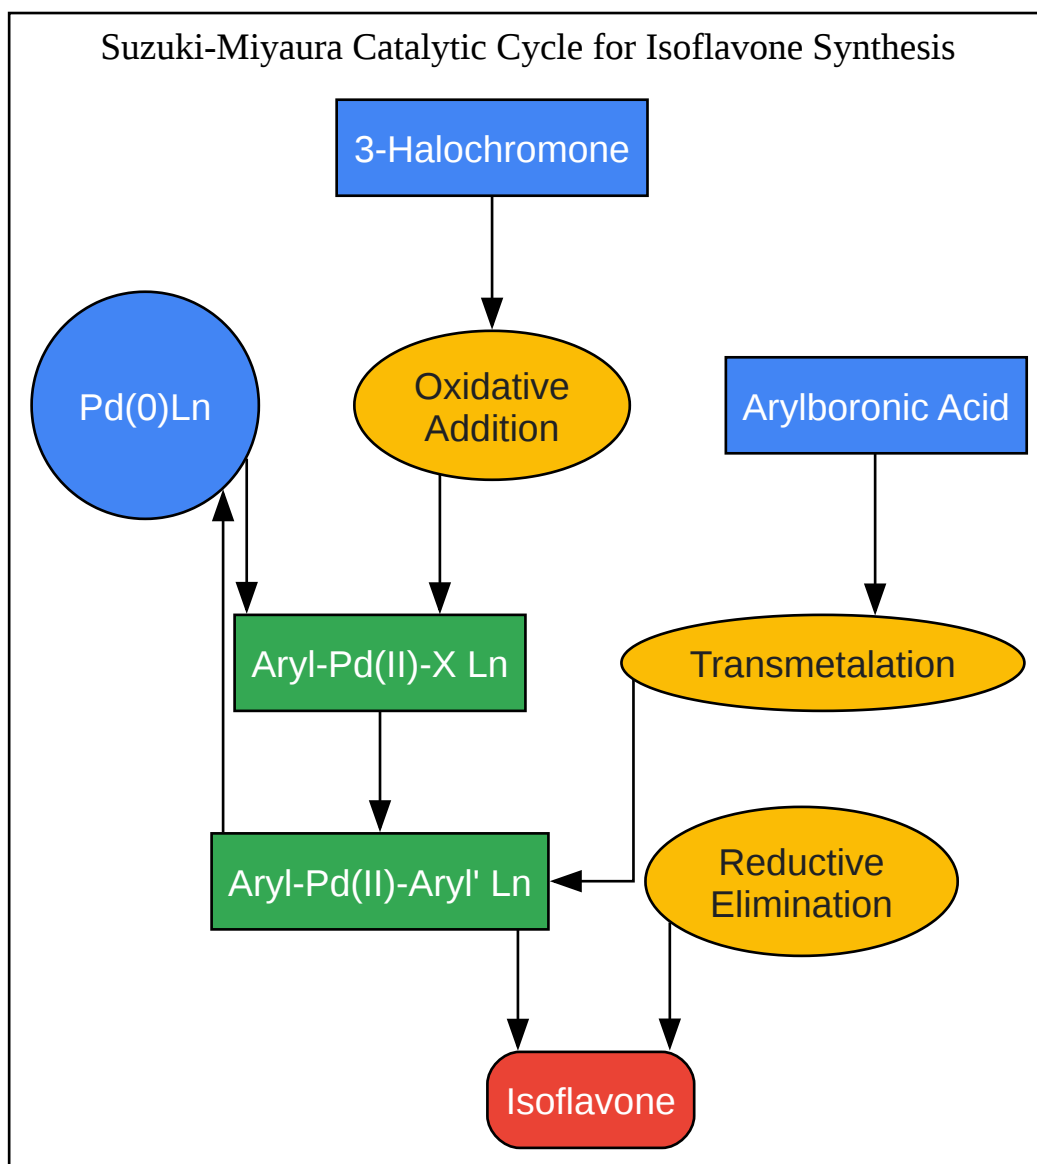 Suzuki-Miyaura Catalytic Cycle for Isoflavone Synthesis
3-Halochromone
Pd(0)Ln
Oxidative
Addition
Arylboronic Acid
Aryl-Pd(II)-X Ln
Transmetalation
Aryl-Pd(II)-Aryl' Ln
Reductive
Elimination
Isoflavone